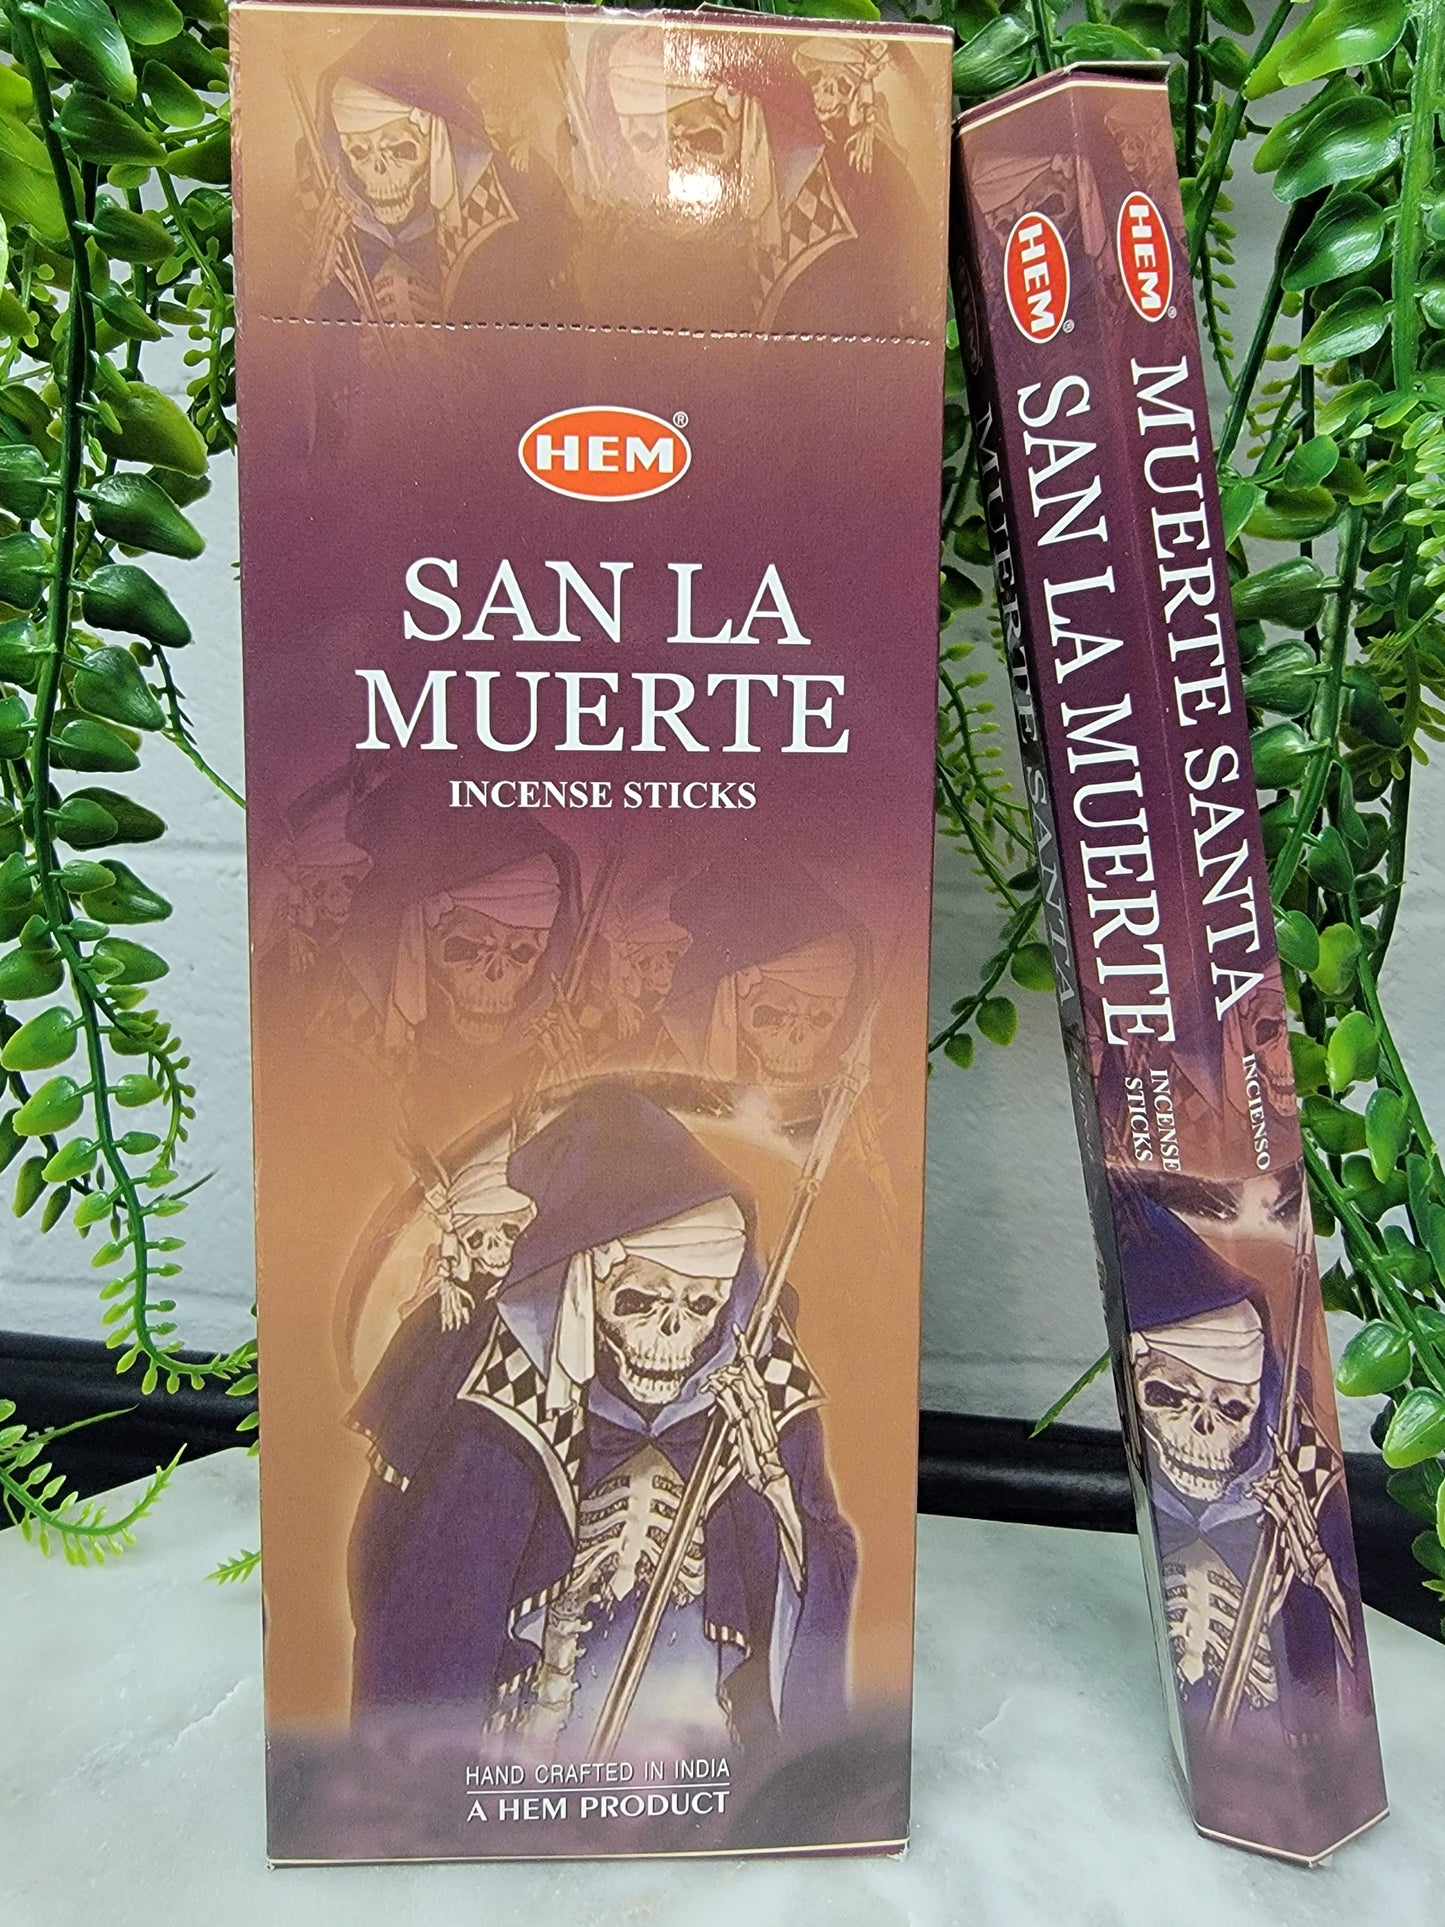 HEM®
SAN LA
MUERTE
INCENSE STICKS
HAND CRAFTED IN INDIA
A HEM PRODUCT
MUERTE SANTA
HEM®
SAN LA MUERTE
INCENSE
STICKS
HEM®
MUERTE SANTA
INCIENSO